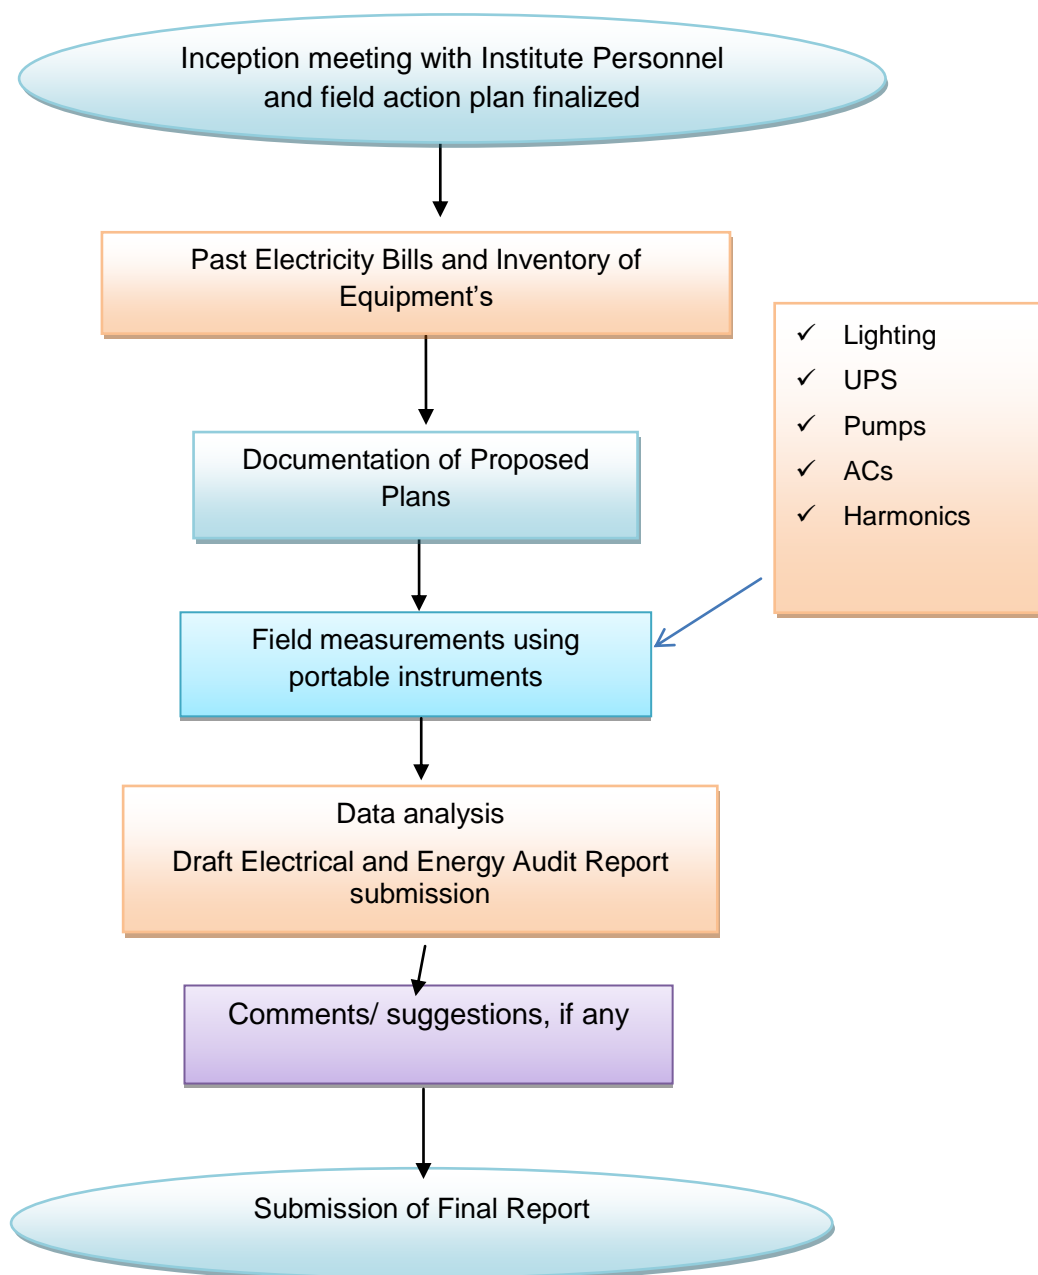 Inception meeting with Institute Personnel
and field action plan finalized
Past Electricity Bills and Inventory of
Equipment’s
✓ Lighting
✓ UPS
✓ Pumps
✓ ACs
✓ Harmonics
Documentation of Proposed
Plans
Field measurements using
portable instruments
Data analysis
Draft Electrical and Energy Audit Report
submission
Comments/ suggestions, if any
Submission of Final Report